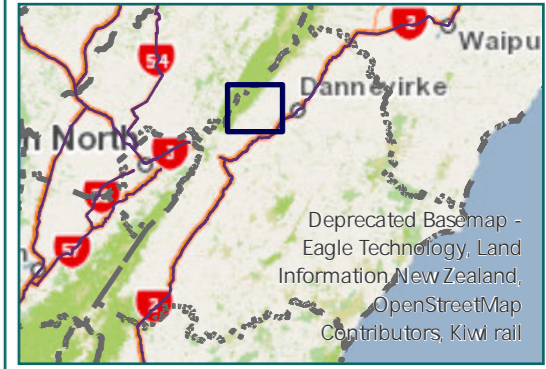 2
Waipu
54
Dannevirke
n North
3
57
2
Deprecated Basemap -
Eagle Technology, Land
Information New Zealand,
OpenStreetMap
Contributors, Kiwi rail